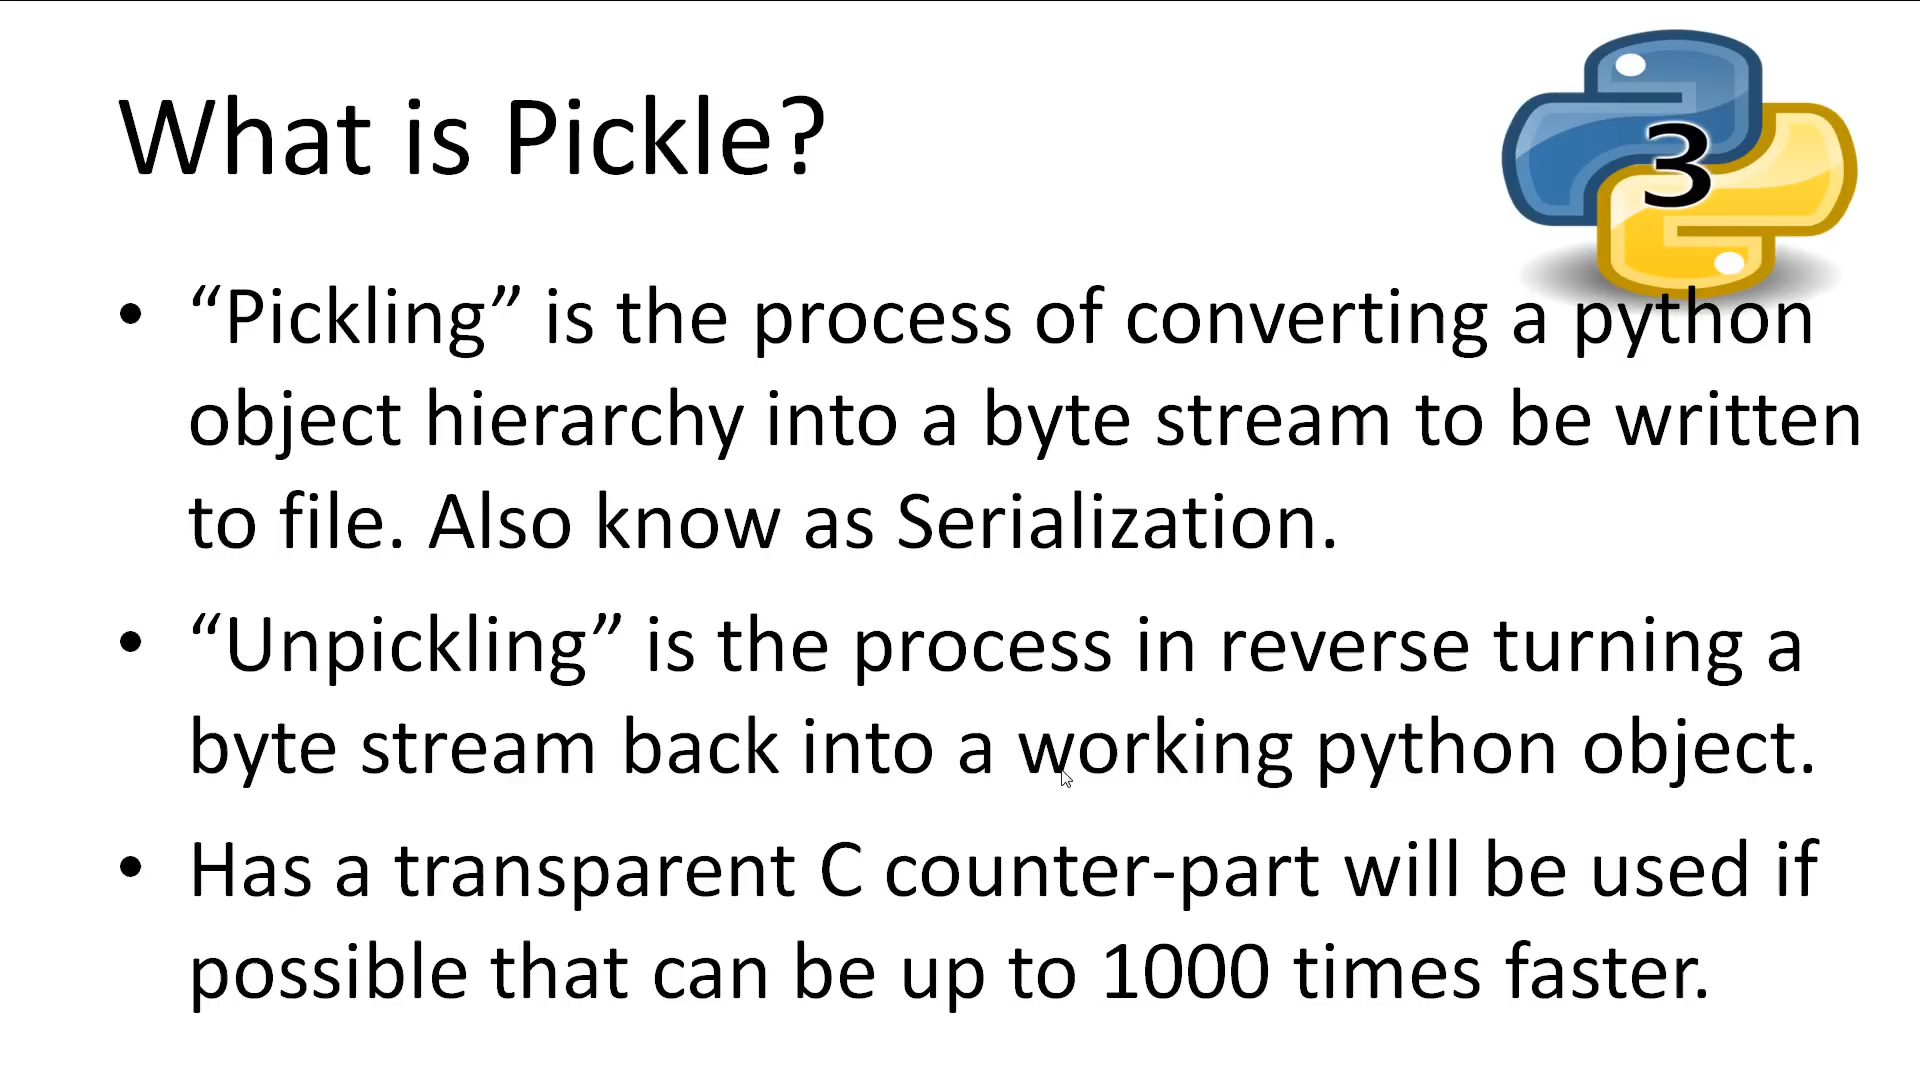 What is Pickle?
3
• “Pickling” is the process of converting a python
object hierarchy into a byte stream to be written
to file. Also know as Serialization.
• “Unpickling” is the process in reverse turning a
byte stream back into a working python object.
• Has a transparent C counter-part will be used if
possible that can be up to 1000 times faster.